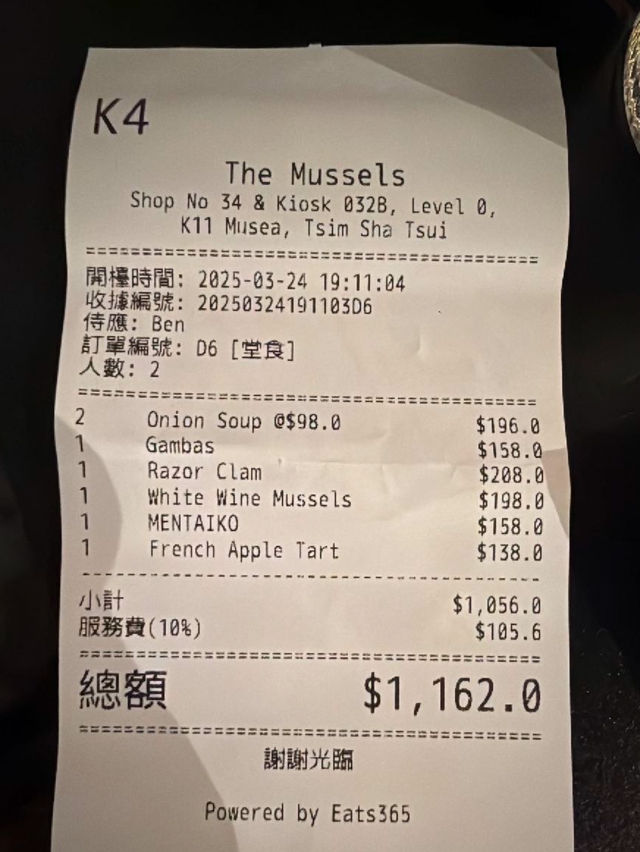 K4
The Mussels
Shop No 34 & Kiosk 032B, Level 0,
K11 Musea, Tsim Sha Tsui
開檯時間: 2025-03-24 19:11:04
收據編號: 20250324191103D6
侍應: Ben
訂單編號: D6 [堂食]
人數: 2
2 Onion Soup @$98.0 $196.0
1 Gambas $158.0
1 Razor Clam $208.0
1 White Wine Mussels $198.0
1 MENTAIKO $158.0
1 French Apple Tart $138.0
小計 $1,056.0
服務費(10%) $105.6
總額 $1,162.0
謝謝光臨
Powered by Eats365